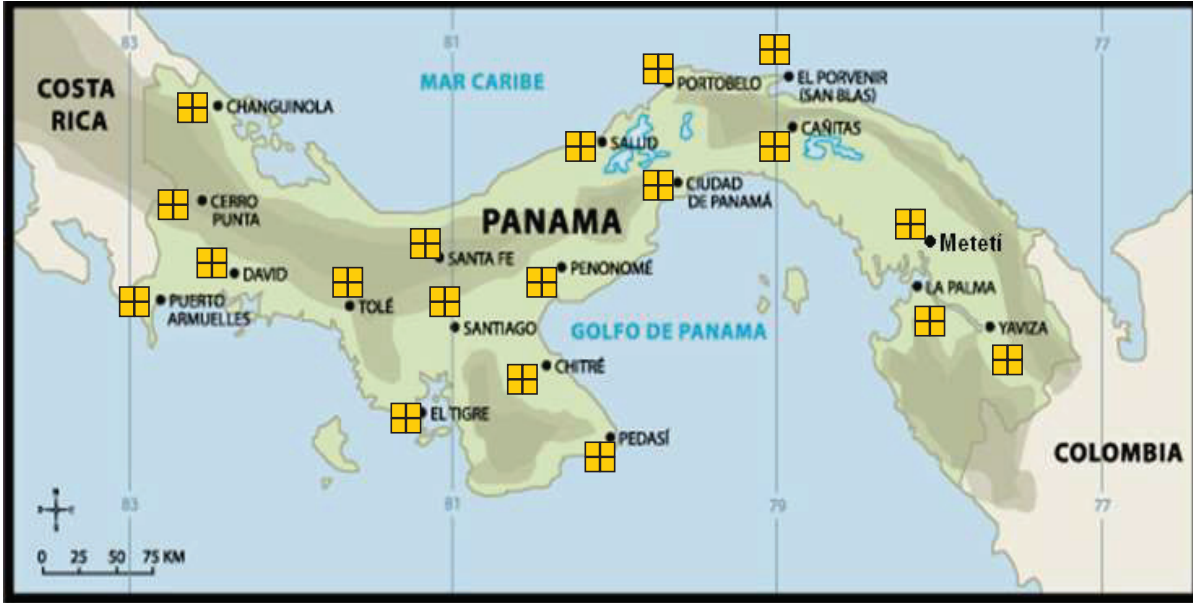 83
81
77
COSTA
RICA
MAR CARIBE
PORTOBELO
EL PORVENIR
(SAN BLAS)
CHANGUINOLA
SALUD
CAÑITAS
CERRO
PUNTA
PANAMA
CIUDAD
DE PANAMÁ
Metetí
SANTA FE
PENONOMÉ
DAVID
LA PALMA
PUERTO
ARMUELLES
TOLÉ
SANTIAGO
GOLFO DE PANAMA
YAVIZA
CHITRÉ
EL TIGRE
PEDASÍ
COLOMBIA
83
81
79
77
0 25 50 75 KM